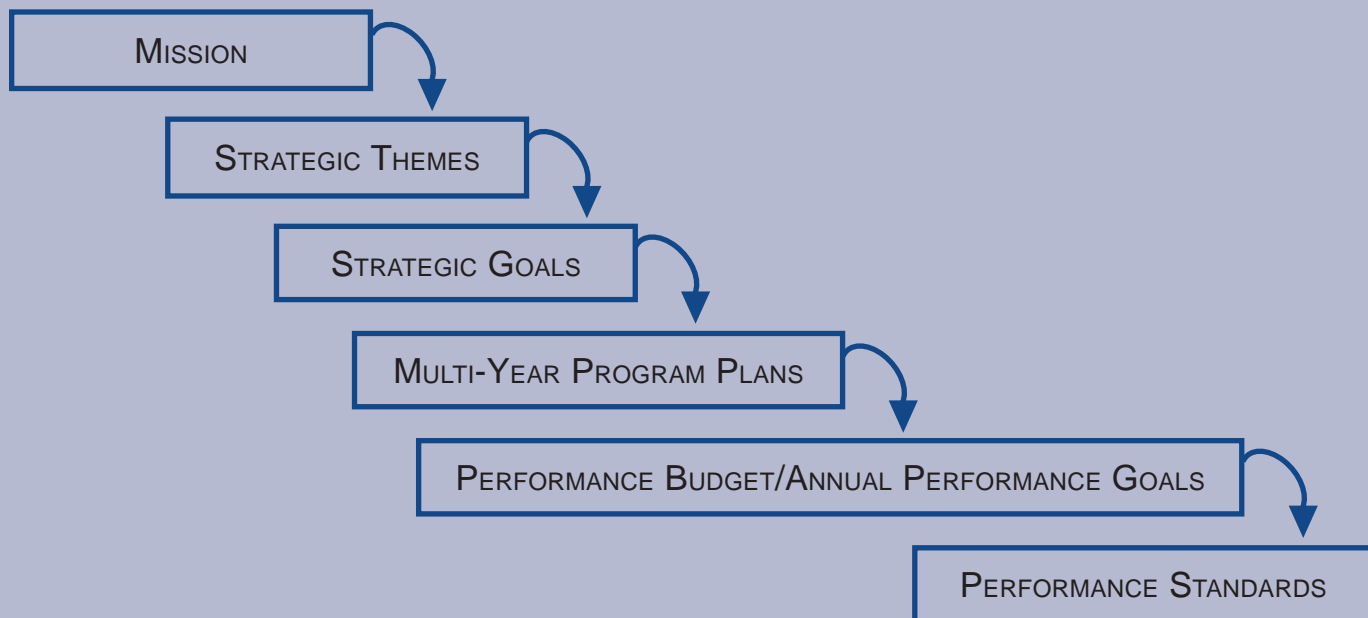 Mission
Strategic Themes
Strategic Goals
Multi-Year Program Plans
Performance Budget/Annual Performance Goals
Performance Standards